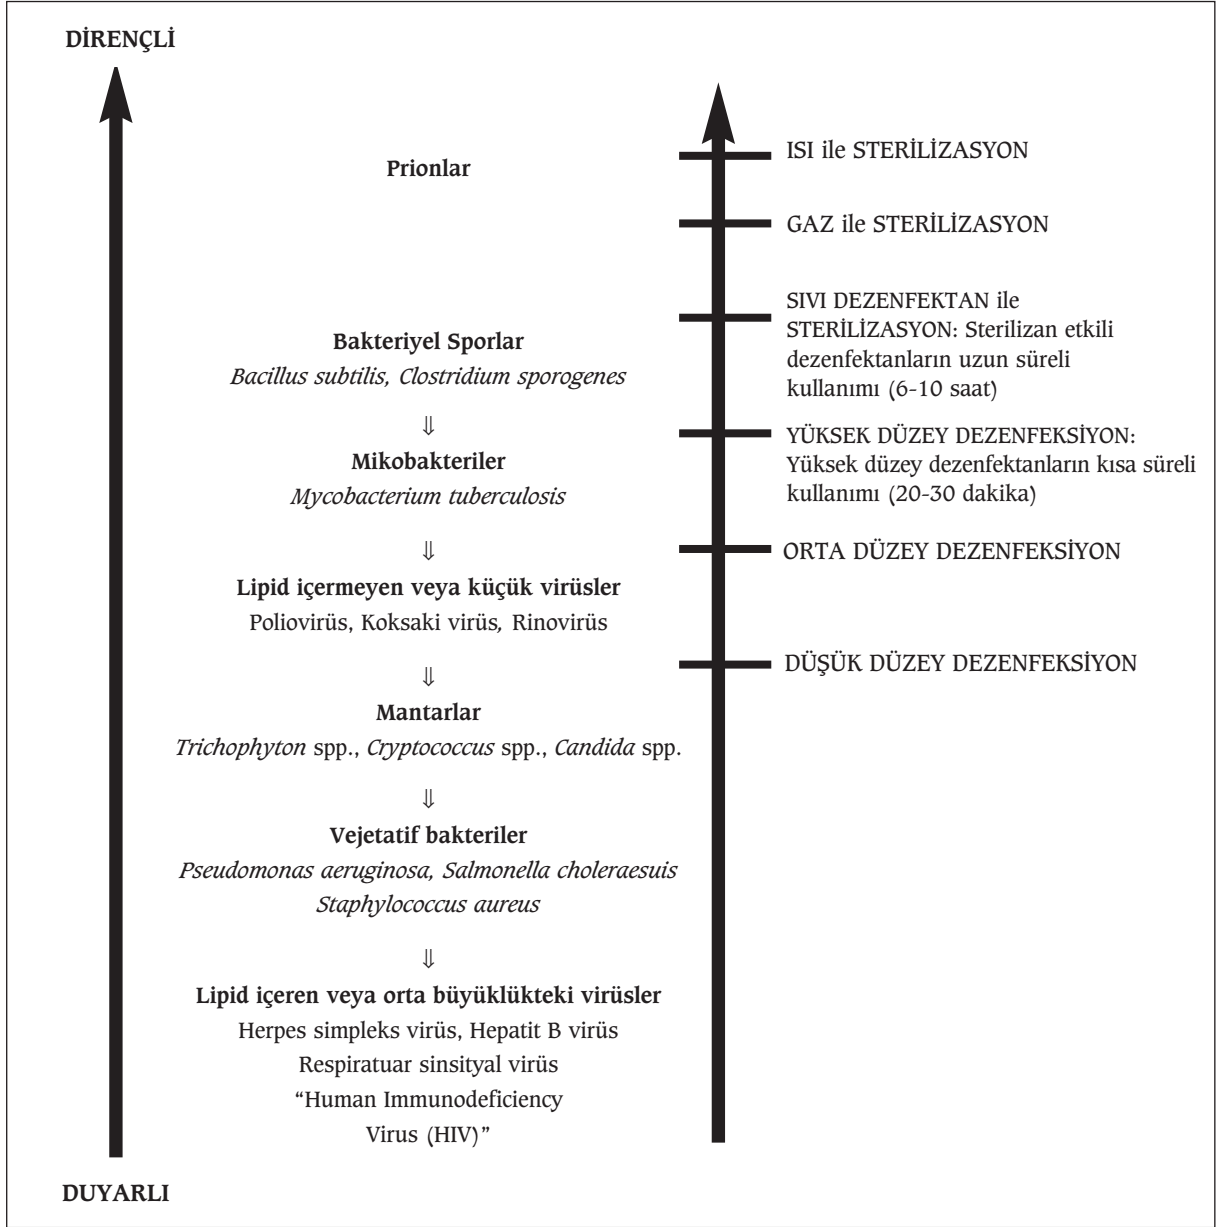 DİRENÇLİ
Prionlar
Bakteriyel Sporlar
Bacillus subtilis, Clostridium sporogenes
⇓
Mikobakteriler
Mycobacterium tuberculosis
⇓
Lipid içermeyen veya küçük virüsler
Poliovirüs, Koksaki virüs, Rinovirüs
⇓
Mantarlar
Trichophyton spp., Cryptococcus spp., Candida spp.
⇓
Vejetatif bakteriler
Pseudomonas aeruginosa, Salmonella choleraesuis
Staphylococcus aureus
⇓
Lipid içeren veya orta büyüklükteki virüsler
Herpes simpleks virüs, Hepatit B virüs
Respiratuar sinsityal virüs
“Human Immunodeficiency
Virus (HIV)”
DUYARLI
ISI ile STERİLİZASYON
GAZ ile STERİLİZASYON
SIVI DEZENFEKTAN ile
STERİLİZASYON: Sterilizan etkili
dezenfektanların uzun süreli
kullanımı (6-10 saat)
YÜKSEK DÜZEY DEZENFEKSİYON:
Yüksek düzey dezenfektanların kısa süreli
kullanımı (20-30 dakika)
ORTA DÜZEY DEZENFEKSİYON
DÜŞÜK DÜZEY DEZENFEKSİYON